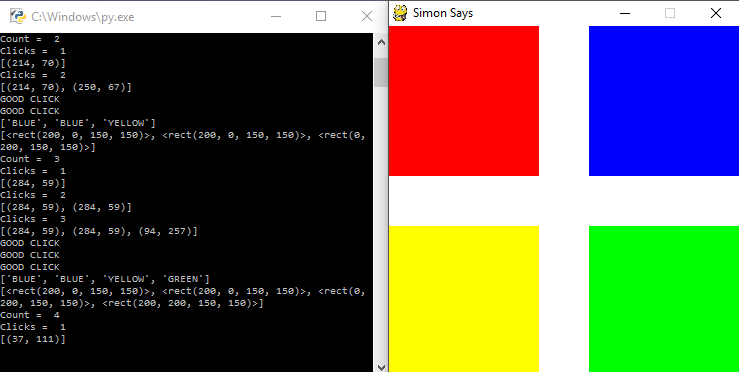 C:\Windows\py.exe
Count =  2
Clicks =  1
[(214, 70)]
Clicks =  2
[(214, 70), (250, 67)]
GOOD CLICK
GOOD CLICK
['BLUE', 'BLUE', 'YELLOW']
[<rect(200, 0, 150, 150)>, <rect(200, 0, 150, 150)>, <rect(0,
200, 150, 150)>]
Count =  3
Clicks =  1
[(284, 59)]
Clicks =  2
[(284, 59), (284, 59)]
Clicks =  3
[(284, 59), (284, 59), (94, 257)]
GOOD CLICK
GOOD CLICK
GOOD CLICK
['BLUE', 'BLUE', 'YELLOW', 'GREEN']
[<rect(200, 0, 150, 150)>, <rect(200, 0, 150, 150)>, <rect(0,
200, 150, 150)>, <rect(200, 200, 150, 150)>]
Count =  4
Clicks =  1
[(37, 111)]
Simon Says